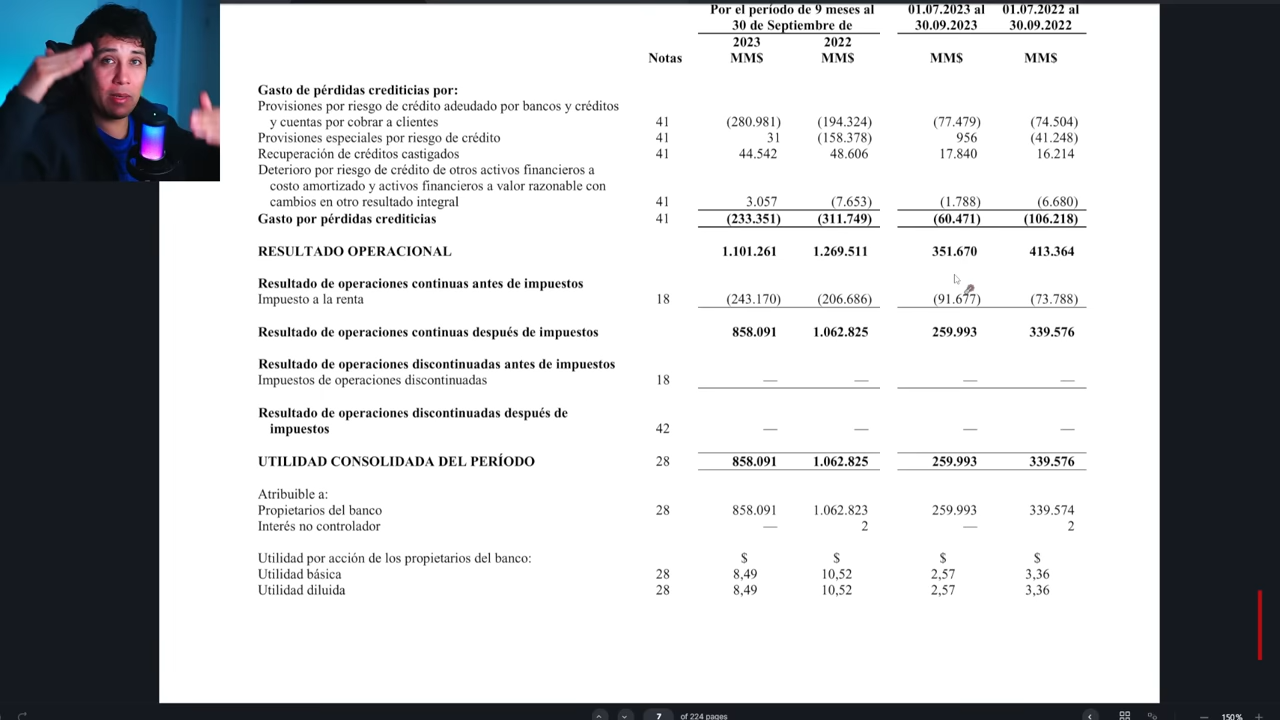 Por el período de 9 meses al 01.07.2023 al 01.07.2022 al
30 de Septiembre de 30.09.2023 30.09.2022
2023 2022
Notas MM$ MM$ MM$ MM$
Gasto de pérdidas crediticias por:
Provisiones por riesgo de crédito adeudado por bancos y créditos
y cuentas por cobrar a clientes 41 (280.981) (194.324) (77.479) (74.504)
Provisiones especiales por riesgo de crédito 41 31 (158.378) 956 (41.248)
Recuperación de créditos castigados 41 44.542 48.606 17.840 16.214
Deterioro por riesgo de crédito de otros activos financieros a
costo amortizado y activos financieros a valor razonable con
cambios en otro resultado integral 41 3.057 (7.653) (1.788) (6.680)
Gasto por pérdidas crediticias 41 (233.351) (311.749) (60.471) (106.218)
RESULTADO OPERACIONAL 1.101.261 1.269.511 351.670 413.364
Resultado de operaciones continuas antes de impuestos
Impuesto a la renta 18 (243.170) (206.686) (91.677) (73.788)
Resultado de operaciones continuas después de impuestos 858.091 1.062.825 259.993 339.576
Resultado de operaciones discontinuadas antes de impuestos
Impuestos de operaciones discontinuadas 18 — — — —
Resultado de operaciones discontinuadas después de
impuestos 42 — — — —
UTILIDAD CONSOLIDADA DEL PERÍODO 28 858.091 1.062.825 259.993 339.576
Atribuible a:
Propietarios del banco 28 858.091 1.062.823 259.993 339.574
Interés no controlador — 2 — 2
Utilidad por acción de los propietarios del banco: $ $ $ $
Utilidad básica 28 8,49 10,52 2,57 3,36
Utilidad diluida 28 8,49 10,52 2,57 3,36
7 of 224 pages 150%